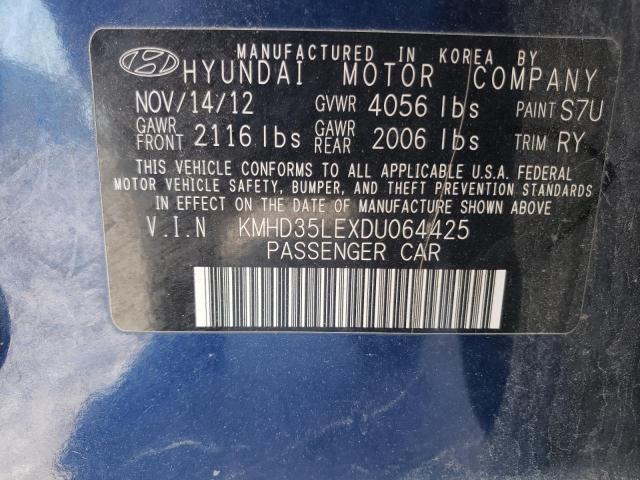 MANUFACTURED IN KOREA BY
HYUNDAI MOTOR COMPANY
NOV/14/12 GVWR 4056 lbs PAINT S7U
GAWR FRONT 2116 lbs GAWR REAR 2006 lbs TRIM RY
THIS VEHICLE CONFORMS TO ALL APPLICABLE U.S.A. FEDERAL
MOTOR VEHICLE SAFETY, BUMPER, AND THEFT PREVENTION STANDARDS
IN EFFECT ON THE DATE OF MANUFACTURE SHOWN ABOVE
V.I.N KMHD35LEXDU064425
PASSENGER CAR